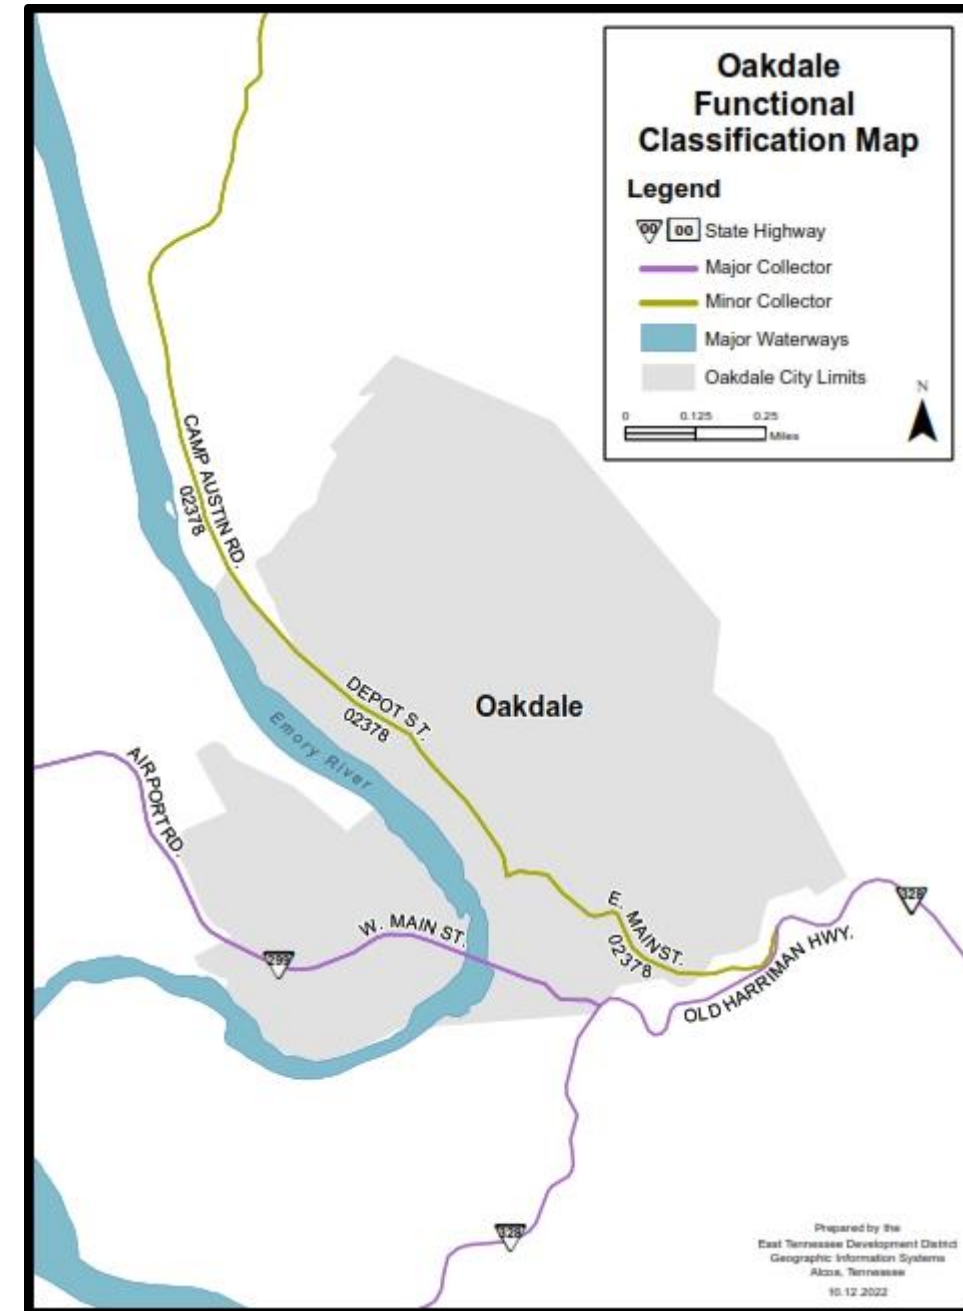 Oakdale
Functional
Classification Map
Legend
00 00 State Highway
Major Collector
Minor Collector
Major Waterways
Oakdale City Limits
N
0 0.125 0.25
Miles
CAMP AUSTIN RD.
02378
DEPOT ST.
02378
Oakdale
Emory River
AIRPORT RD.
E. MAIN ST.
02378
328
W. MAIN ST.
299
OLD HARRIMAN HWY.
328
Prepared by the
East Tennessee Development District
Geographic Information Systems
Alcoa, Tennessee
10.12.2022